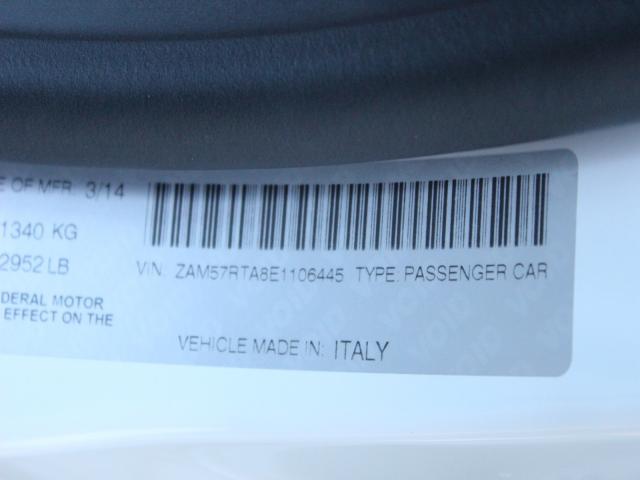 E OF MFR. 3/14
1340 KG
2952 LB
VIN: ZAM57RTA8E1106445 TYPE: PASSENGER CAR
DERAL MOTOR
EFFECT ON THE
VEHICLE MADE IN: ITALY